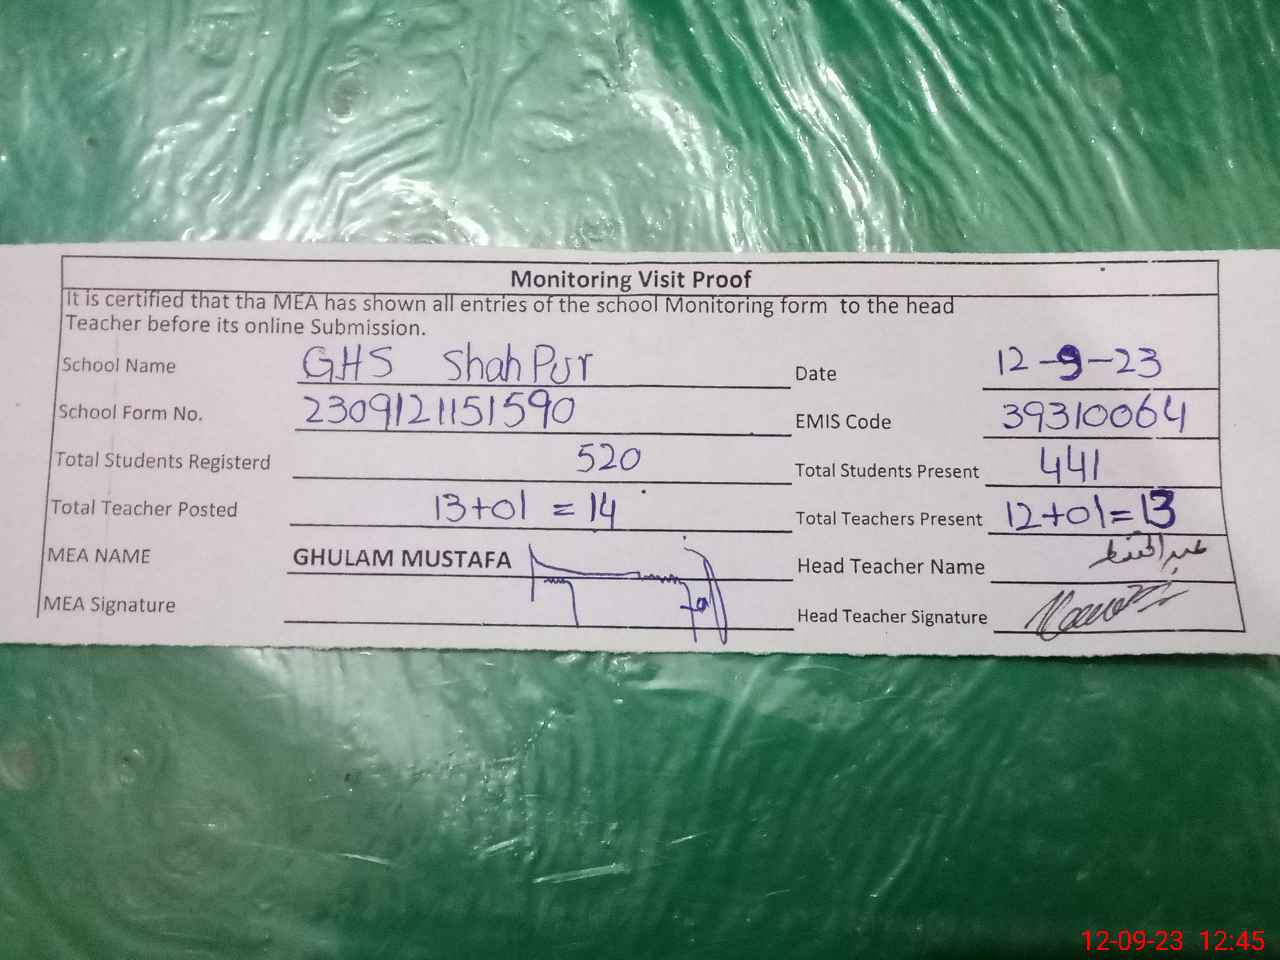 Monitoring Visit Proof
It is certified that tha MEA has shown all entries of the school Monitoring form to the head
Teacher before its online Submission.
School Name GHS Shah Pur Date 12-9-23
School Form No. 2309121151590 EMIS Code 39310064
Total Students Registerd 520 Total Students Present 441
Total Teacher Posted 13+01 = 14 Total Teachers Present 12+01=13
MEA NAME GHULAM MUSTAFA Head Teacher Name
MEA Signature Head Teacher Signature
12-09-23 12:45